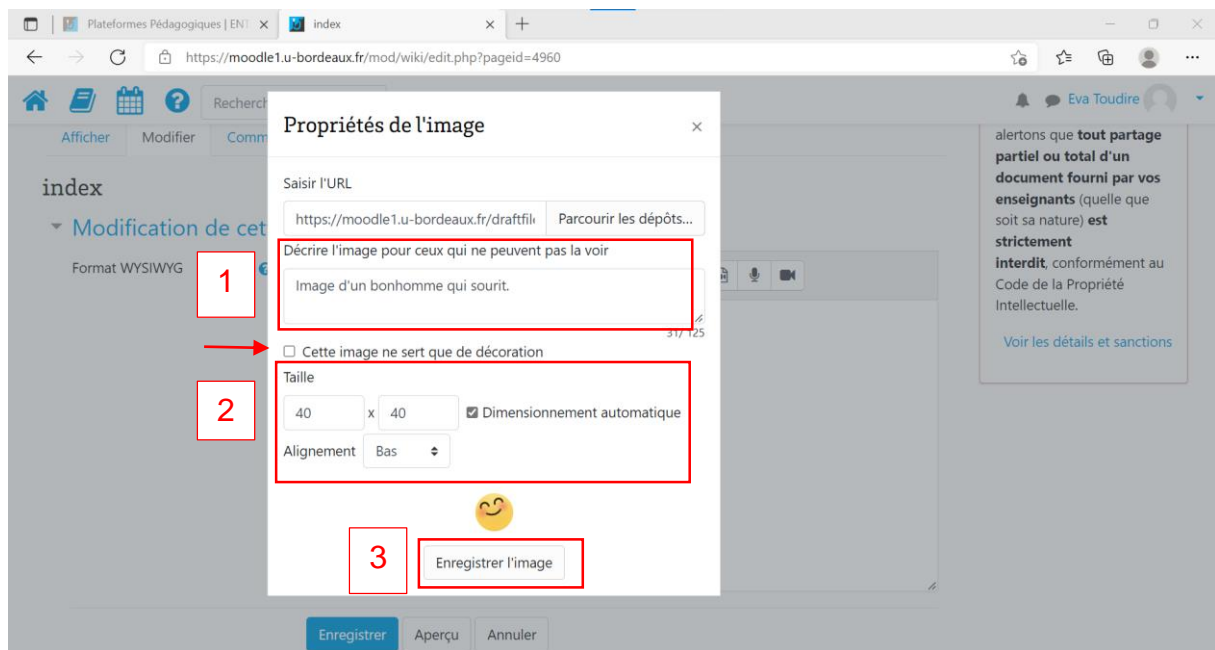 Plateformes Pédagogiques | ENT
index
https://moodle1.u-bordeaux.fr/mod/wiki/edit.php?pageid=4960
Recherch
Eva Toudire
Afficher Modifier Comm
index
Modification de cet
Format WYSIWYG
Propriétés de l'image
Saisir l'URL
https://moodle1.u-bordeaux.fr/draftfil
Parcourir les dépôts...
1
Décrire l'image pour ceux qui ne peuvent pas la voir
Image d'un bonhomme qui sourit.
31/ 125
Cette image ne sert que de décoration
2
Taille
40 x 40 Dimensionnement automatique
Alignement Bas
3
Enregistrer l'image
Enregistrer Aperçu Annuler
alertons que tout partage
partiel ou total d'un
document fourni par vos
enseignants (quelle que
soit sa nature) est
strictement
interdit, conformément au
Code de la Propriété
Intellectuelle.
Voir les détails et sanctions